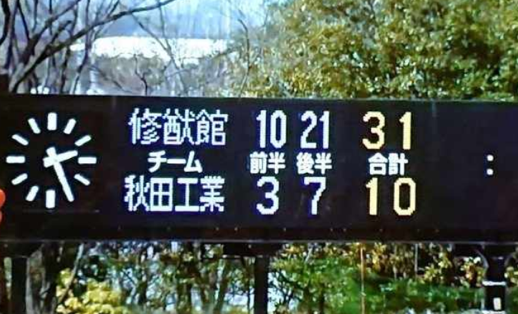 修猷館 10 21 31
チーム 前半 後半 合計 :
秋田工業 3 7 10